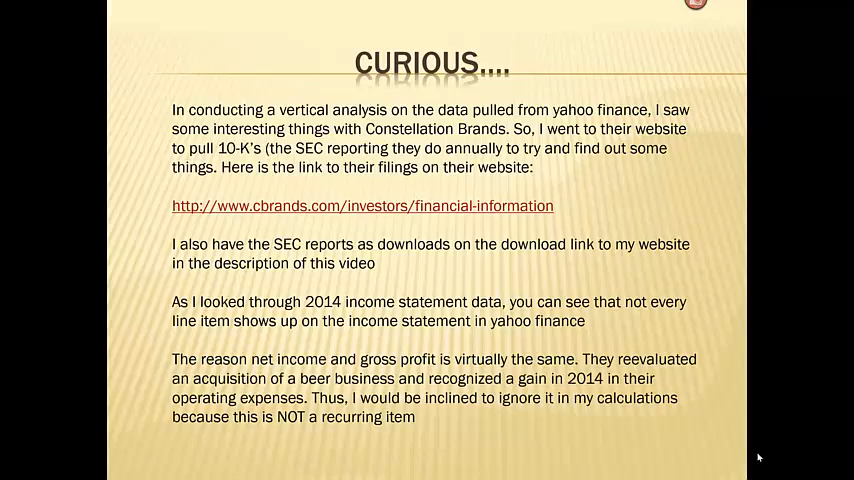 CURIOUS....
In conducting a vertical analysis on the data pulled from yahoo finance, I saw
some interesting things with Constellation Brands. So, I went to their website
to pull 10-K's (the SEC reporting they do annually to try and find out some
things. Here is the link to their filings on their website:
http://www.cbrands.com/investors/financial-information
I also have the SEC reports as downloads on the download link to my website
in the description of this video
As I looked through 2014 income statement data, you can see that not every
line item shows up on the income statement in yahoo finance
The reason net income and gross profit is virtually the same. They reevaluated
an acquisition of a beer business and recognized a gain in 2014 in their
operating expenses. Thus, I would be inclined to ignore it in my calculations
because this is NOT a recurring item